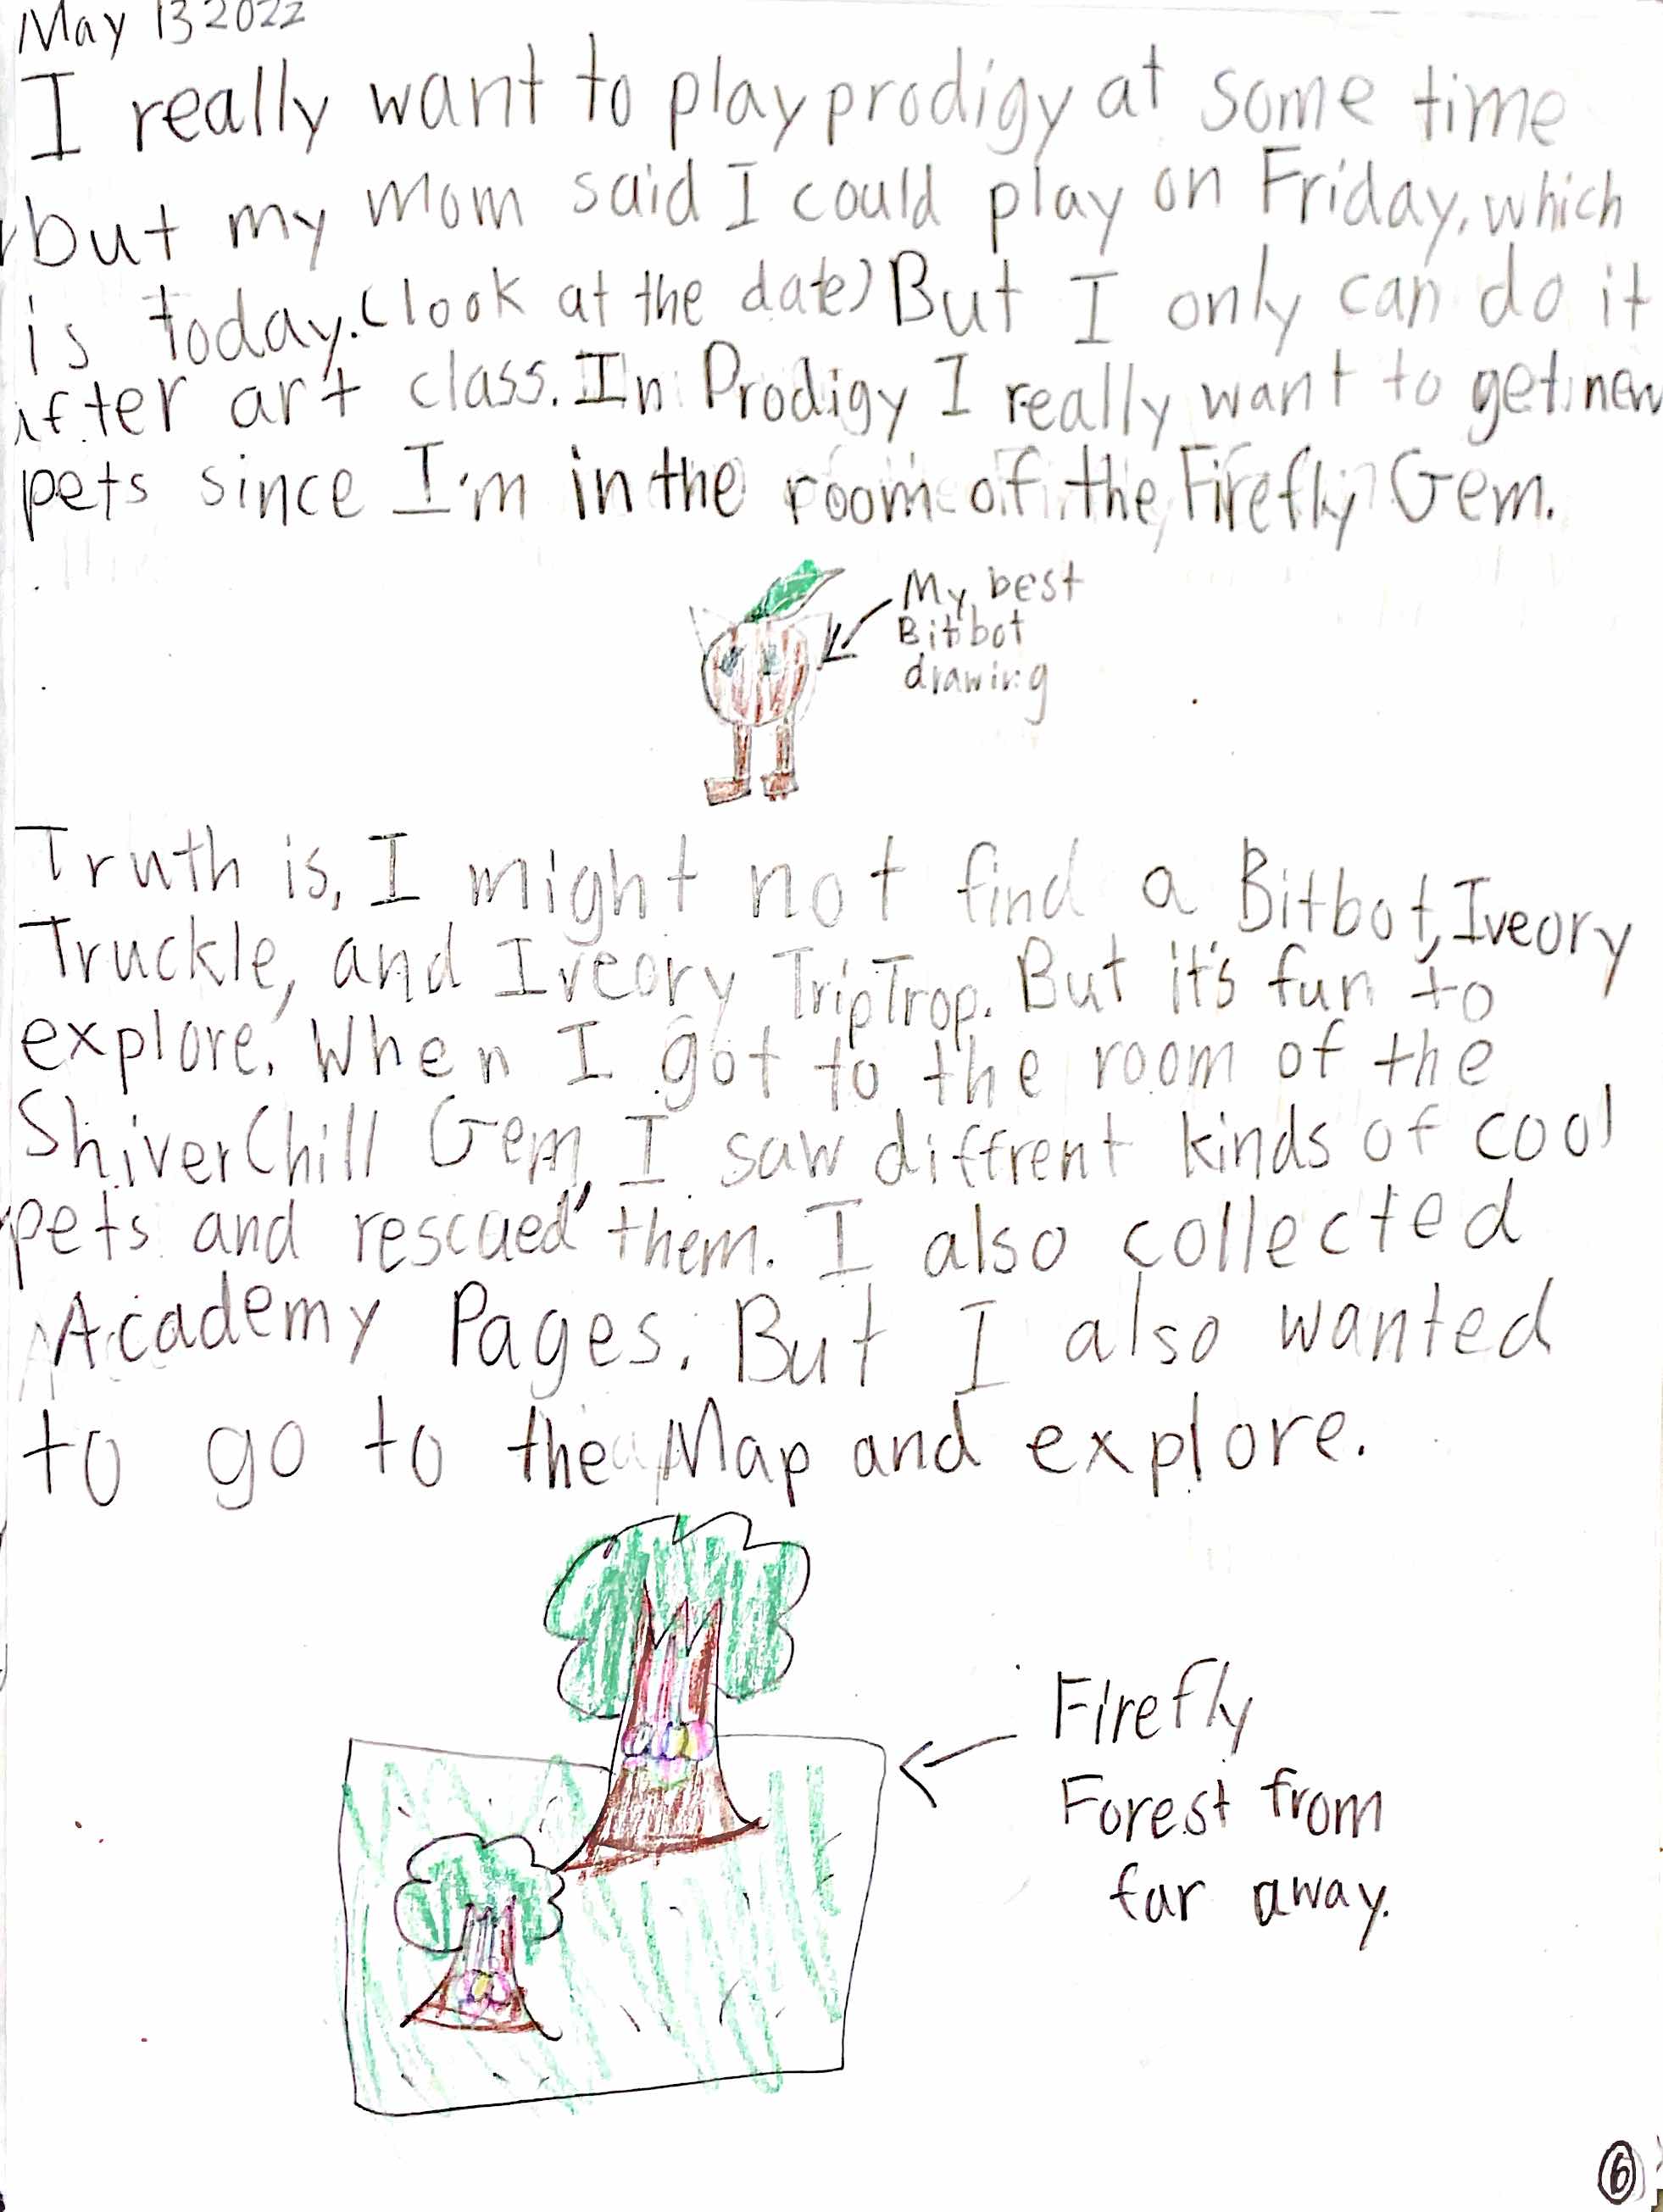 May 13 2022
I really want to play prodigy at some time
but my mom said I could play on Friday, which
is today. (look at the date) But I only can do it
after art class. In Prodigy I really want to get new
pets since I'm in the room of the Firefly Gem.
My best
Bitbot
drawing
Truth is, I might not find a Bitbot, Iveory
Truckle, and Iveory TripTrop. But it's fun to
explore. When I got to the room of the
ShiverChill Gem, I saw diffrent kinds of cool
pets and rescued them. I also collected
Academy Pages. But I also wanted
to go to the Map and explore.
Firefly
Forest from
far away.
6